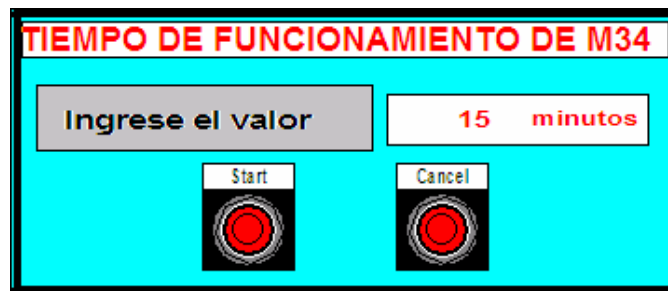 TIEMPO DE FUNCIONAMIENTO DE M34
Ingrese el valor 15 minutos
Start Cancel